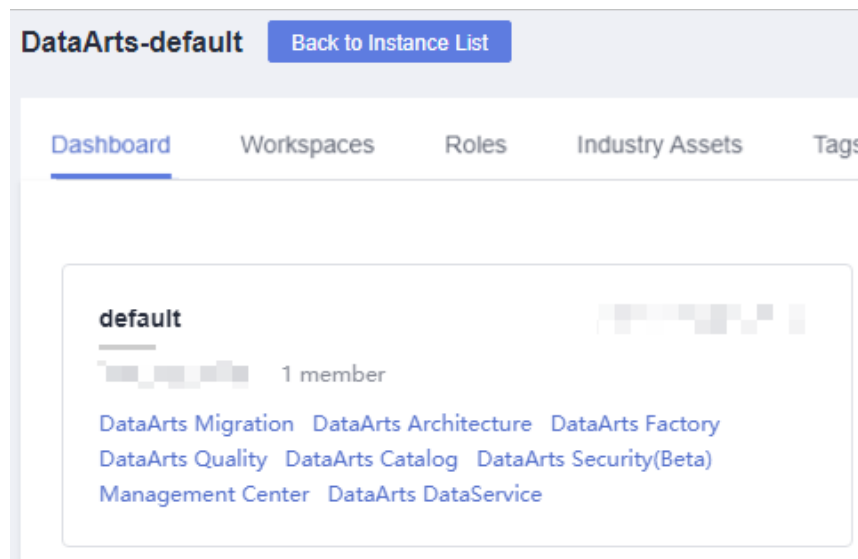 DataArts-default Back to Instance List
Dashboard Workspaces Roles Industry Assets Tags
default
1 member
DataArts Migration DataArts Architecture DataArts Factory
DataArts Quality DataArts Catalog DataArts Security(Beta)
Management Center DataArts DataService